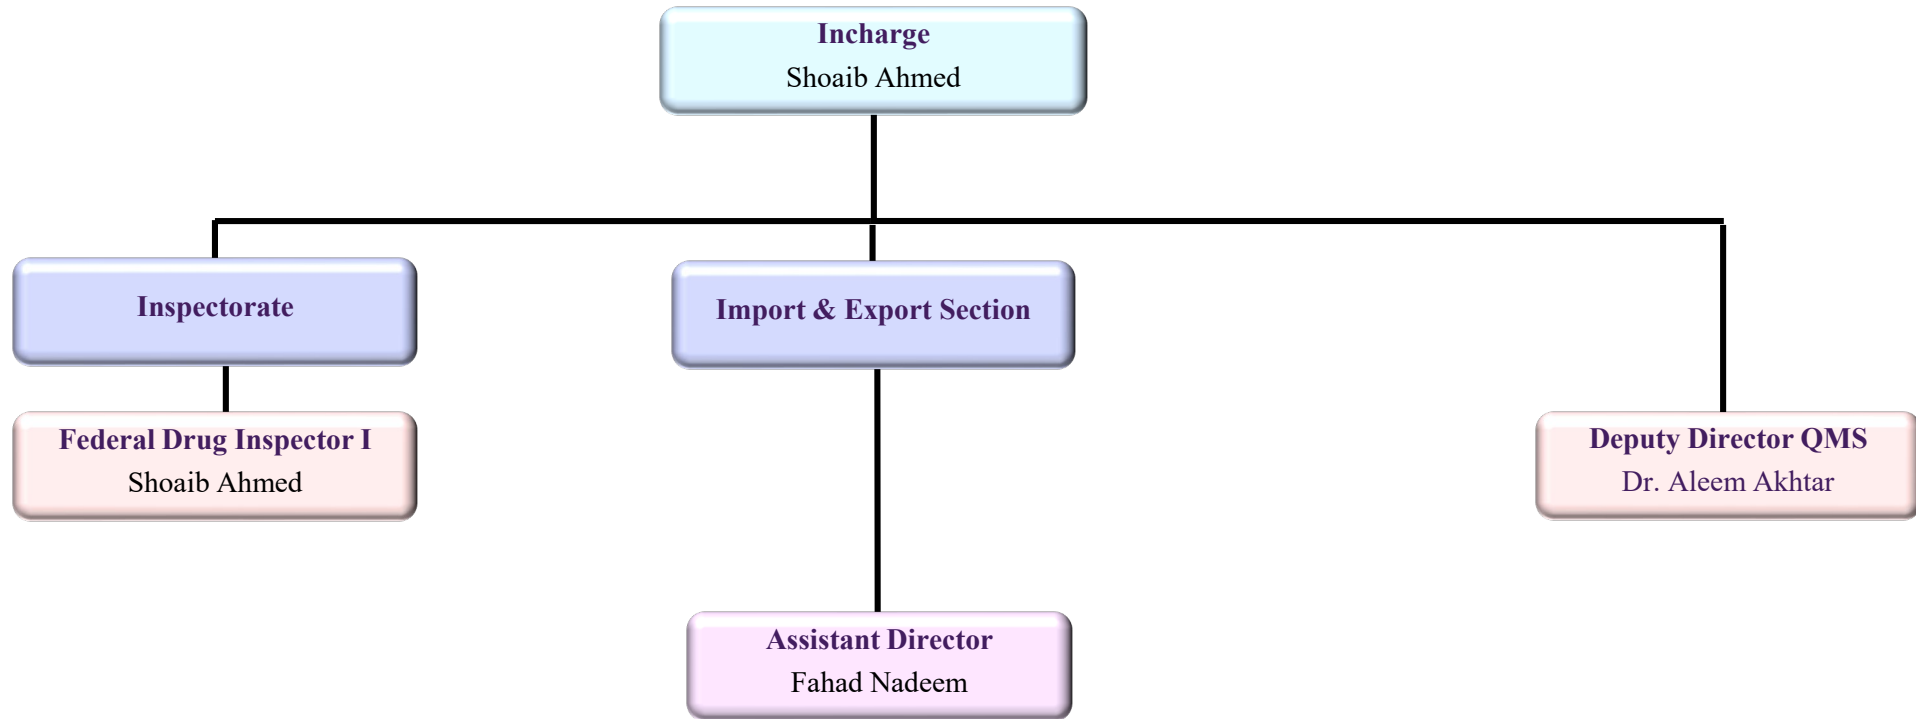 Incharge
Shoaib Ahmed
Inspectorate
Import & Export Section
Federal Drug Inspector I
Shoaib Ahmed
Deputy Director QMS
Dr. Aleem Akhtar
Assistant Director
Fahad Nadeem